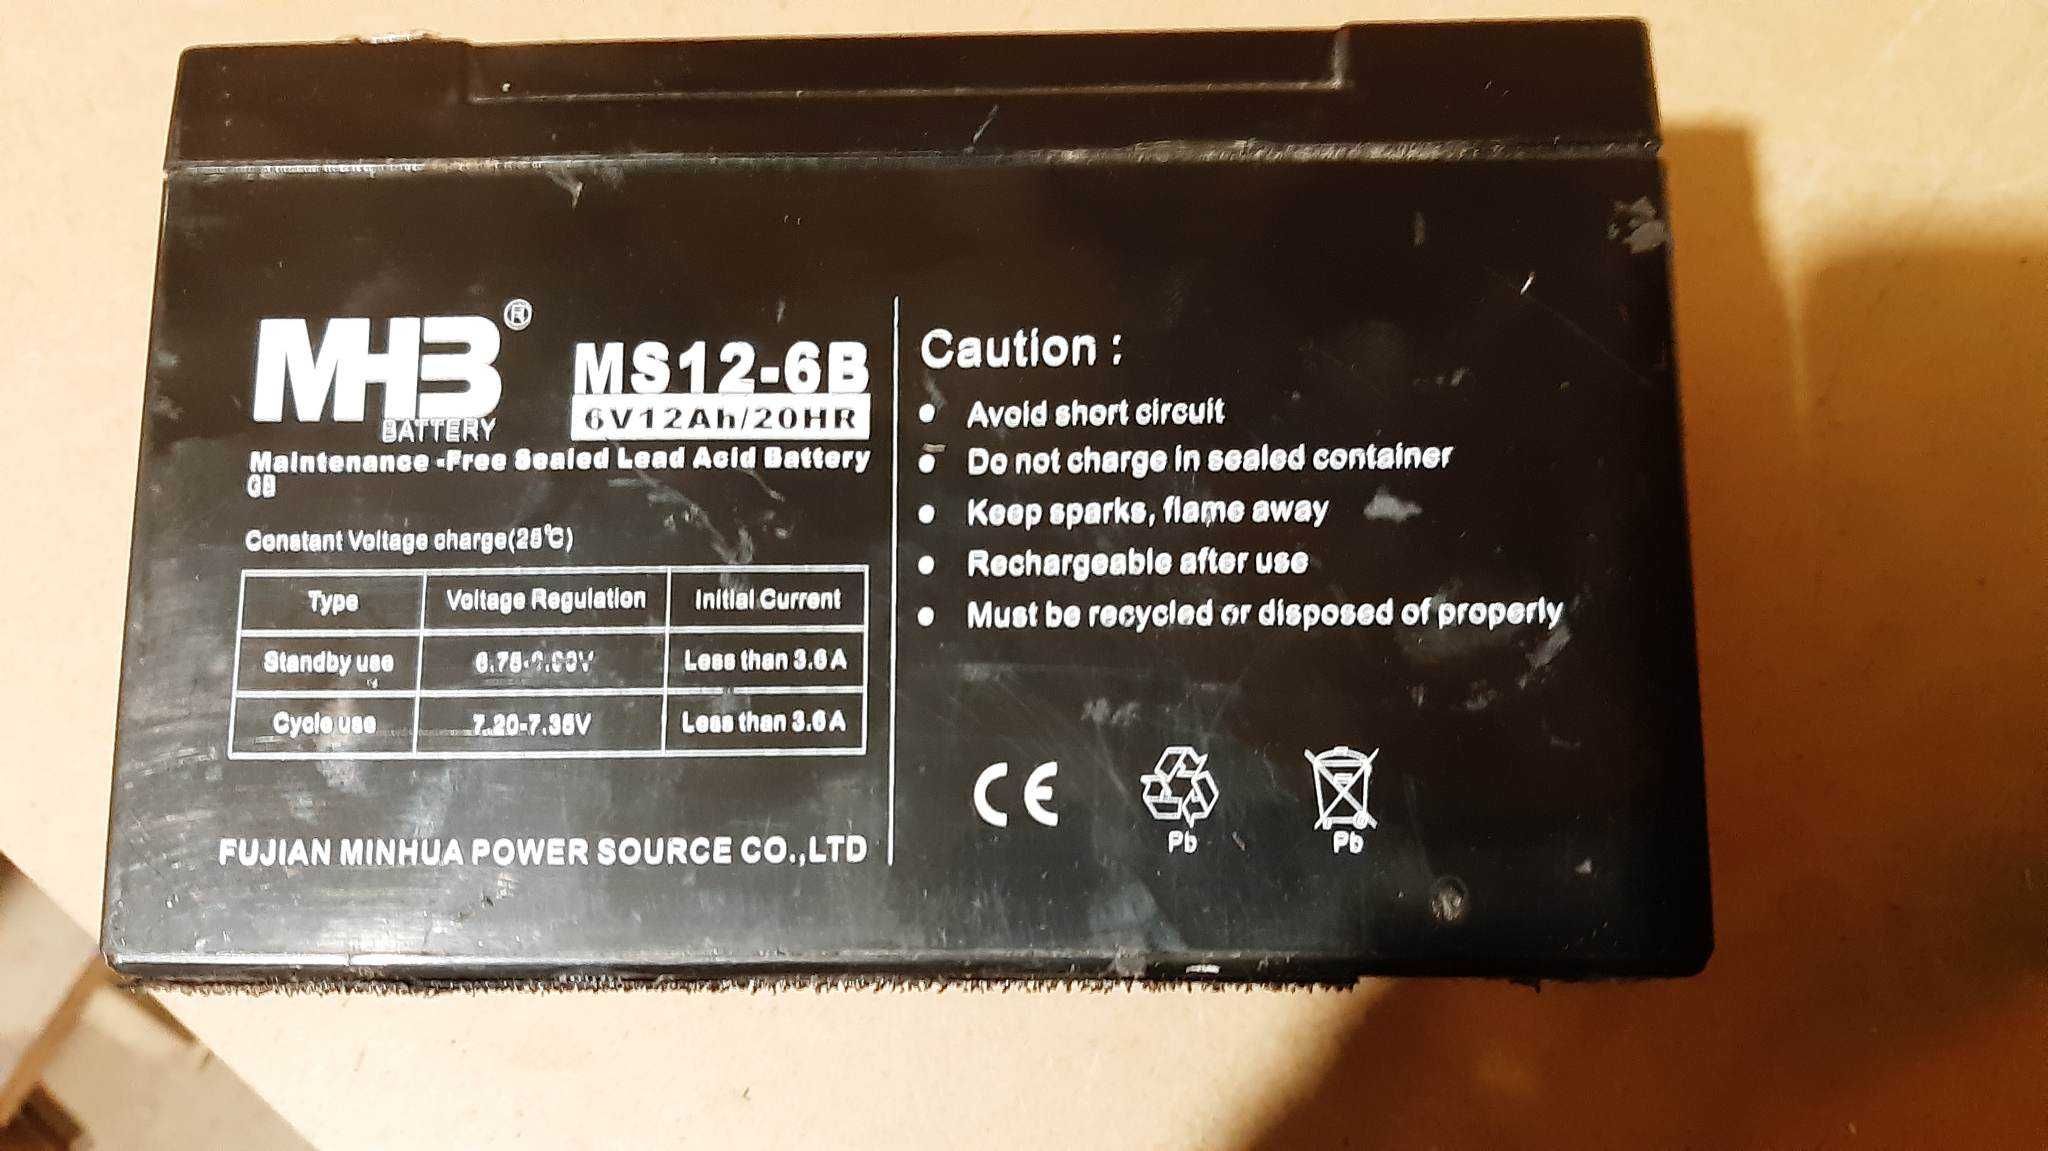 MHB ®
BATTERY
MS12-6B
6V12Ah/20HR
Maintenance-Free Sealed Lead Acid Battery
GB
Constant Voltage charge(25°C)
Type Voltage Regulation Initial Current
Standby use Less than 3.6A
Cycle use 7.20-7.35V Less than 3.6A
FUJIAN MINHUA POWER SOURCE CO.,LTD
Caution :
• Avoid short circuit
• Do not charge in sealed container
• Keep sparks, flame away
• Rechargeable after use
• Must be recycled or disposed of properly
CE
Pb Pb